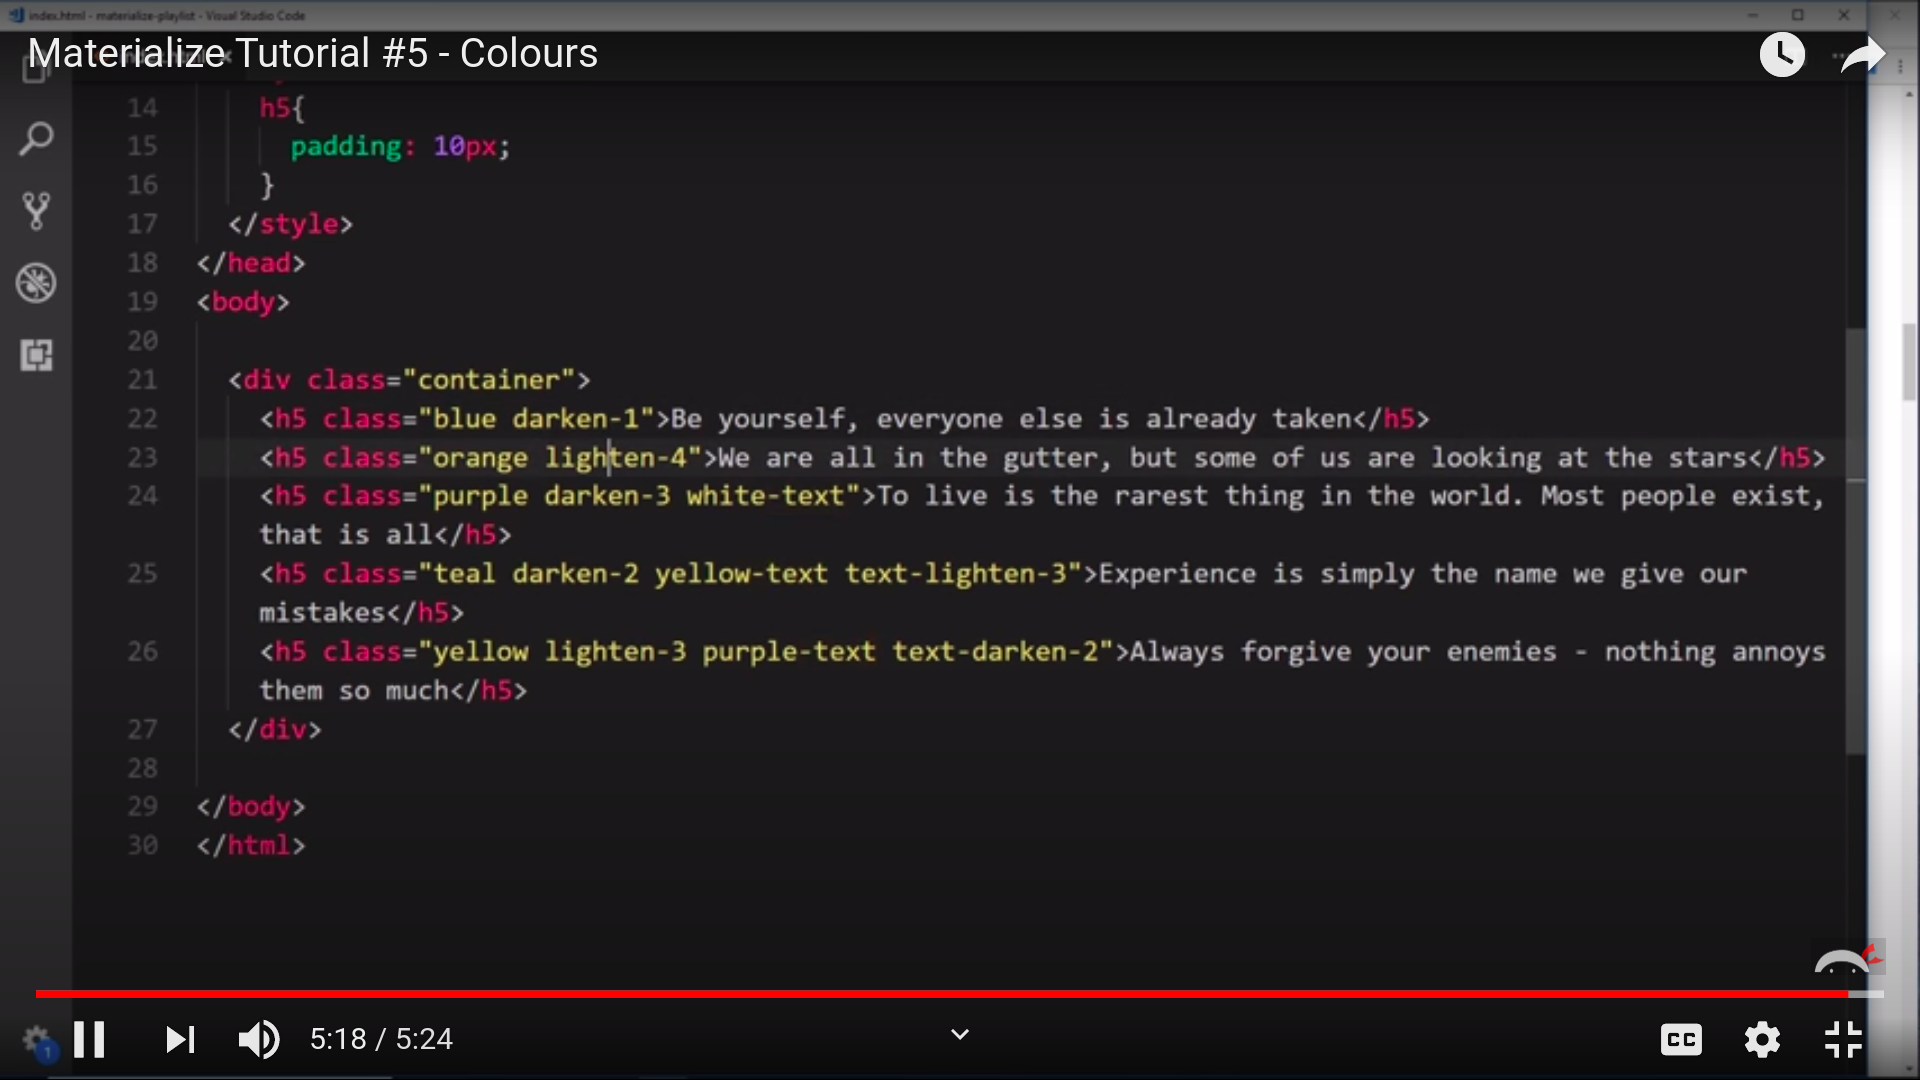 index.html - materialize-playlist - Visual Studio Code
Materialize Tutorial #5 - Colours
14 h5{
15 padding: 10px;
16 }
17 </style>
18 </head>
19 <body>
20
21 <div class="container">
22 <h5 class="blue darken-1">Be yourself, everyone else is already taken</h5>
23 <h5 class="orange lighten-4">We are all in the gutter, but some of us are looking at the stars</h5>
24 <h5 class="purple darken-3 white-text">To live is the rarest thing in the world. Most people exist,
that is all</h5>
25 <h5 class="teal darken-2 yellow-text text-lighten-3">Experience is simply the name we give our
mistakes</h5>
26 <h5 class="yellow lighten-3 purple-text text-darken-2">Always forgive your enemies - nothing annoys
them so much</h5>
27 </div>
28
29 </body>
30 </html>
1
5:18 / 5:24
CC